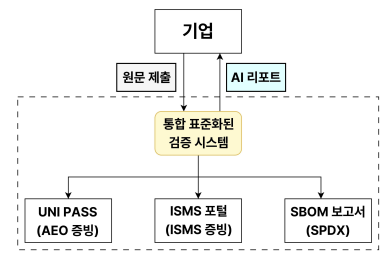 기업
원문 제출
AI 리포트
통합 표준화된
검증 시스템
UNI PASS
(AEO 증빙)
ISMS 포털
(ISMS 증빙)
SBOM 보고서
(SPDX)